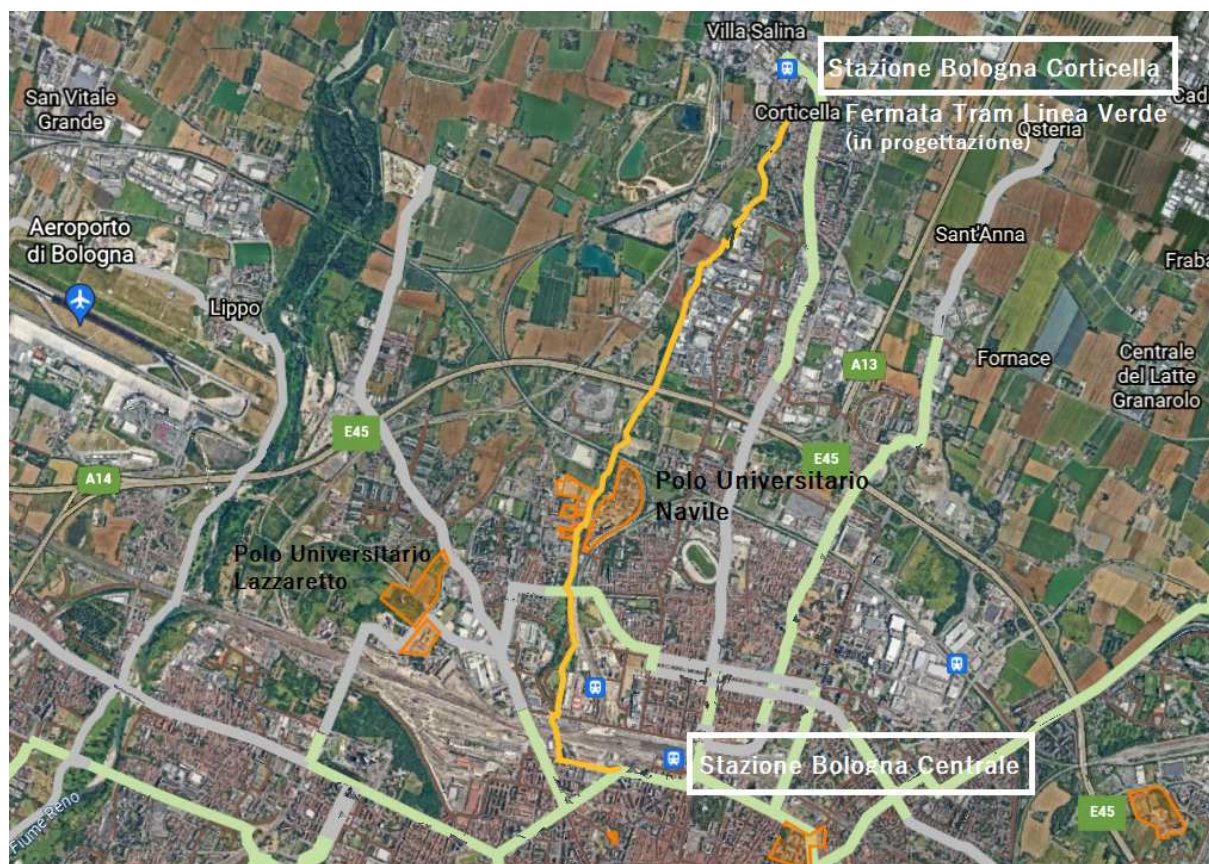 Villa Salina
Stazione Bologna Corticella
San Vitale
Grande
Corticella
Fermata Tram Linea Verde
(in progettazione)
Cad
Osteria
Aeroporto
di Bologna
Sant'Anna
Fraba
Lippo
A13
Fornace
Centrale
del Latte
Granarolo
E45
E45
A14
Polo Universitario
Navile
Polo Universitario
Lazzaretto
Stazione Bologna Centrale
Fiume Reno
E45